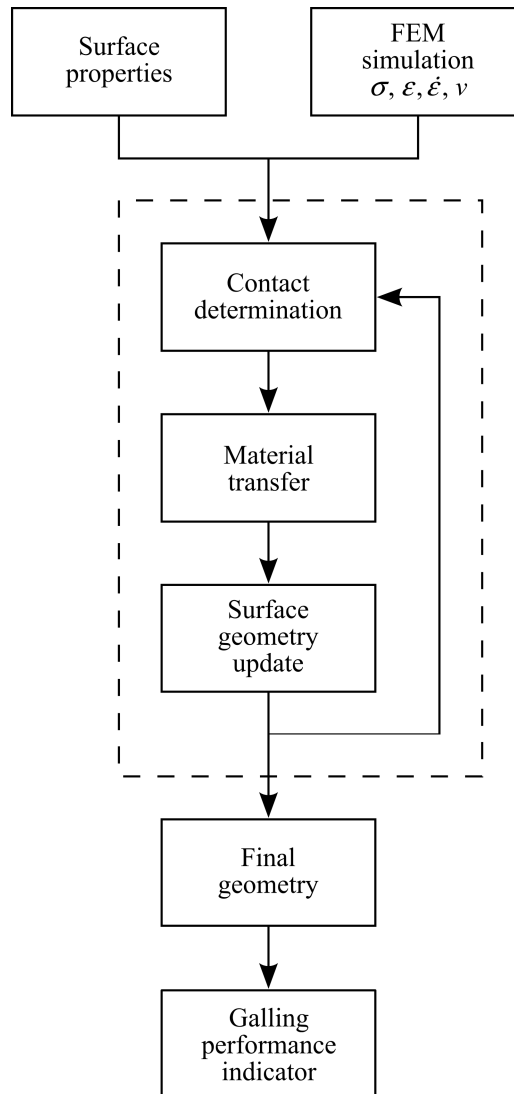 Surface
properties
FEM
simulation
σ, ε, ε̇, v
Contact
determination
Material
transfer
Surface
geometry
update
Final
geometry
Galling
performance
indicator